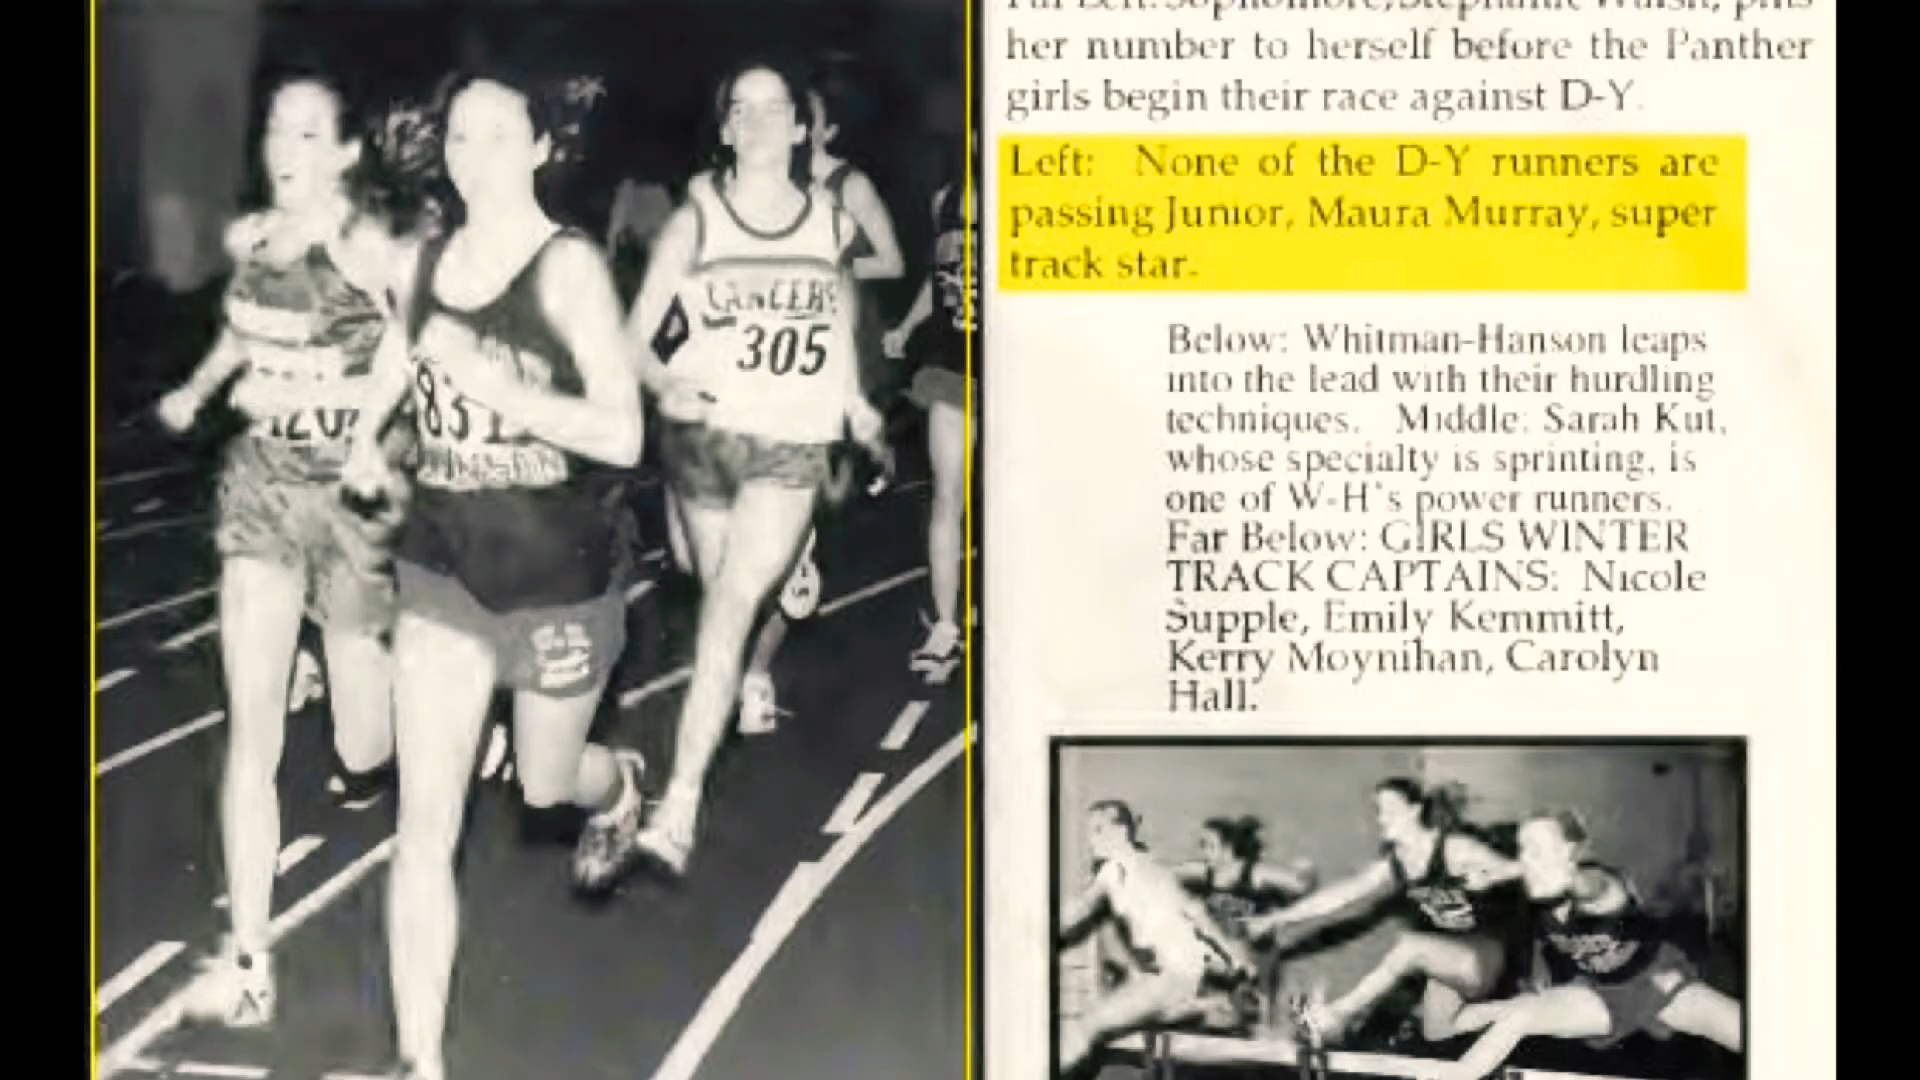 her number to herself before the Panther
girls begin their race against D-Y.
Left: None of the D-Y runners are
passing Junior, Maura Murray, super
track star.
Below: Whitman-Hanson leaps
into the lead with their hurdling
techniques. Middle: Sarah Kut,
whose specialty is sprinting, is
one of W-H's power runners.
Far Below: GIRLS WINTER
TRACK CAPTAINS: Nicole
Supple, Emily Kemmitt,
Kerry Moynihan, Carolyn
Hall.
LANCERS
305